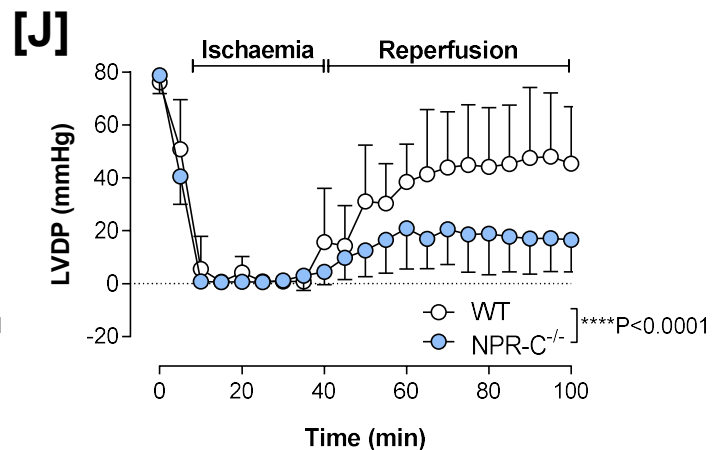 [J]
Ischaemia Reperfusion
80
60
40
20
0
-20
LVDP (mmHg)
WT
NPR-C-/-
****P<0.0001
0 20 40 60 80 100
Time (min)